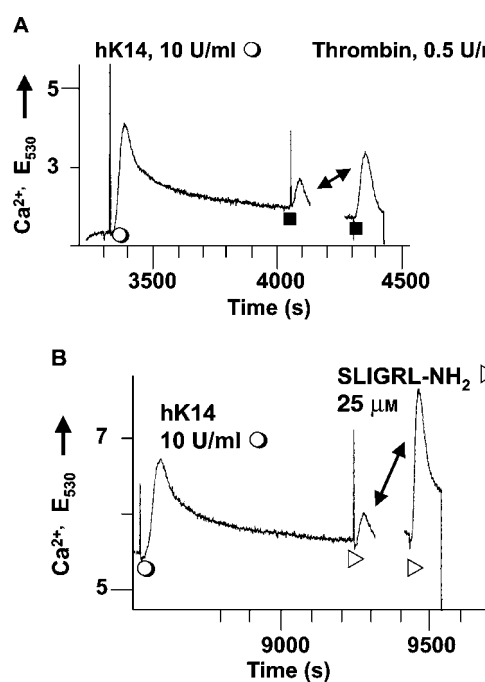 A
hK14, 10 U/ml Thrombin, 0.5 U/
Ca²⁺, E₅₃₀
5
3
3500 4000 4500
Time (s)
B
SLIGRL-NH₂
25 μM
hK14
10 U/ml
Ca²⁺, E₅₃₀
7
5
9000 9500
Time (s)